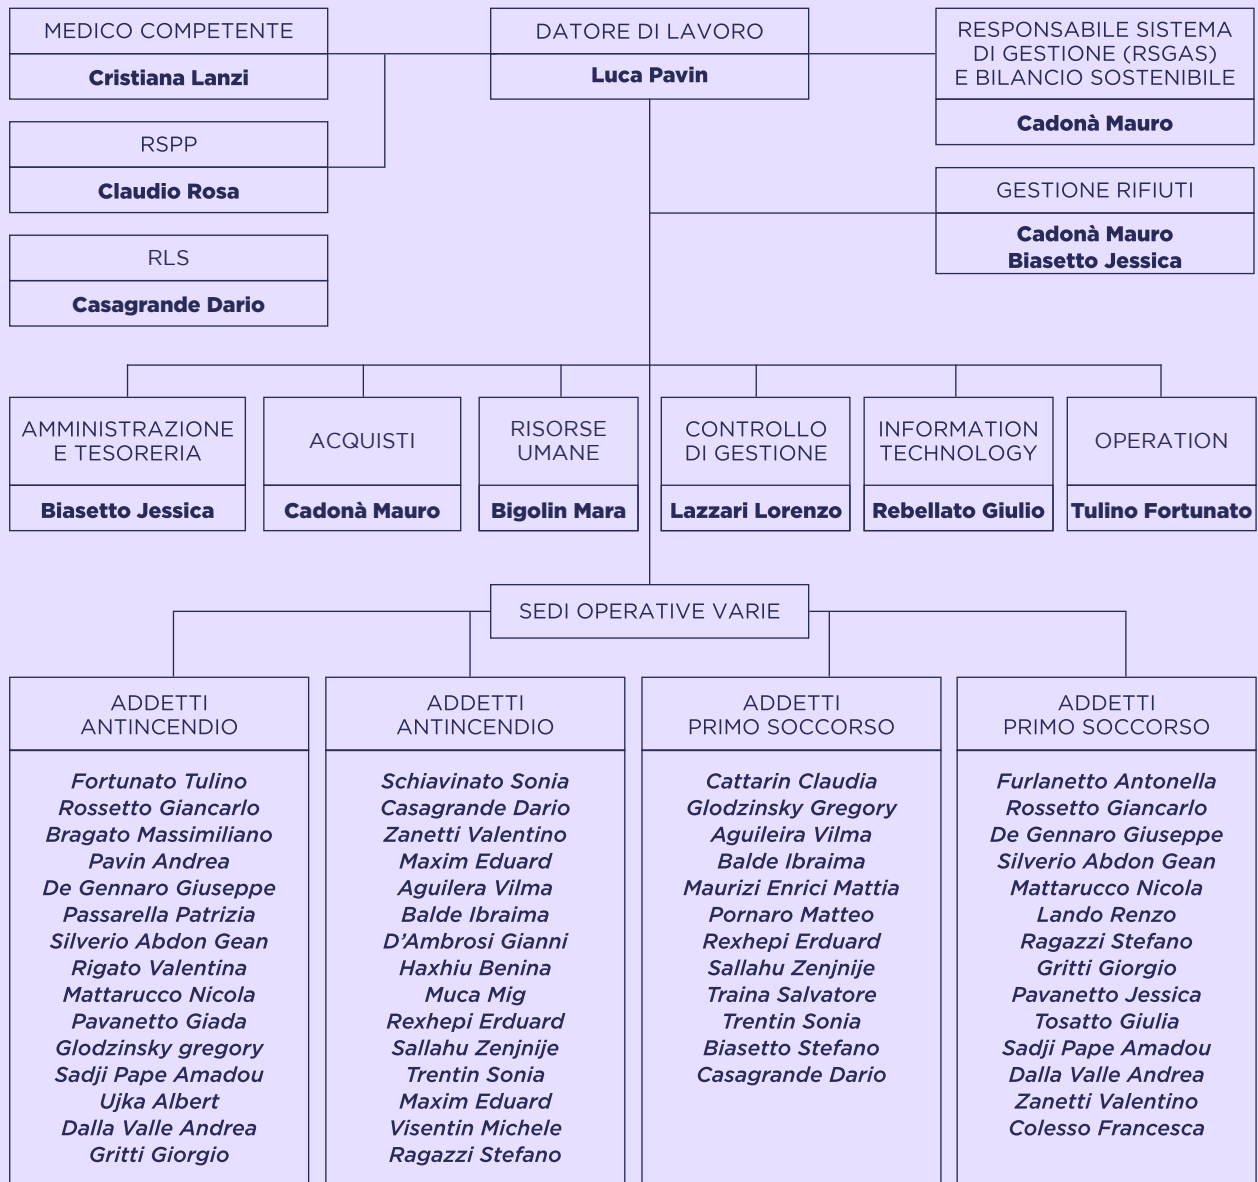 MEDICO COMPETENTE
Cristiana Lanzi
DATORE DI LAVORO
Luca Pavin
RESPONSABILE SISTEMA
DI GESTIONE (RSGAS)
E BILANCIO SOSTENIBILE
Cadonà Mauro
RSPP
Claudio Rosa
GESTIONE RIFIUTI
Cadonà Mauro
Biasetto Jessica
RLS
Casagrande Dario
AMMINISTRAZIONE
E TESORERIA
Biasetto Jessica
ACQUISTI
Cadonà Mauro
RISORSE
UMANE
Bigolin Mara
CONTROLLO
DI GESTIONE
Lazzari Lorenzo
INFORMATION
TECHNOLOGY
Rebellato Giulio
OPERATION
Tulino Fortunato
SEDI OPERATIVE VARIE
ADDETTI
ANTINCENDIO
Fortunato Tulino
Rossetto Giancarlo
Bragato Massimiliano
Pavin Andrea
De Gennaro Giuseppe
Passarella Patrizia
Silverio Abdon Gean
Rigato Valentina
Mattarucco Nicola
Pavanetto Giada
Glodzinsky gregory
Sadji Pape Amadou
Ujka Albert
Dalla Valle Andrea
Gritti Giorgio
ADDETTI
ANTINCENDIO
Schiavinato Sonia
Casagrande Dario
Zanetti Valentino
Maxim Eduard
Aguilera Vilma
Balde Ibraima
D’Ambrosi Gianni
Haxhiu Benina
Muca Mig
Rexhepi Erduard
Sallahu Zenjnije
Trentin Sonia
Maxim Eduard
Visentin Michele
Ragazzi Stefano
ADDETTI
PRIMO SOCCORSO
Cattarin Claudia
Glodzinsky Gregory
Aguileira Vilma
Balde Ibraima
Maurizi Enrici Mattia
Pornaro Matteo
Rexhepi Erduard
Sallahu Zenjnije
Traina Salvatore
Trentin Sonia
Biasetto Stefano
Casagrande Dario
ADDETTI
PRIMO SOCCORSO
Furlanetto Antonella
Rossetto Giancarlo
De Gennaro Giuseppe
Silverio Abdon Gean
Mattarucco Nicola
Lando Renzo
Ragazzi Stefano
Gritti Giorgio
Pavanetto Jessica
Tosatto Giulia
Sadji Pape Amadou
Dalla Valle Andrea
Zanetti Valentino
Colesso Francesca